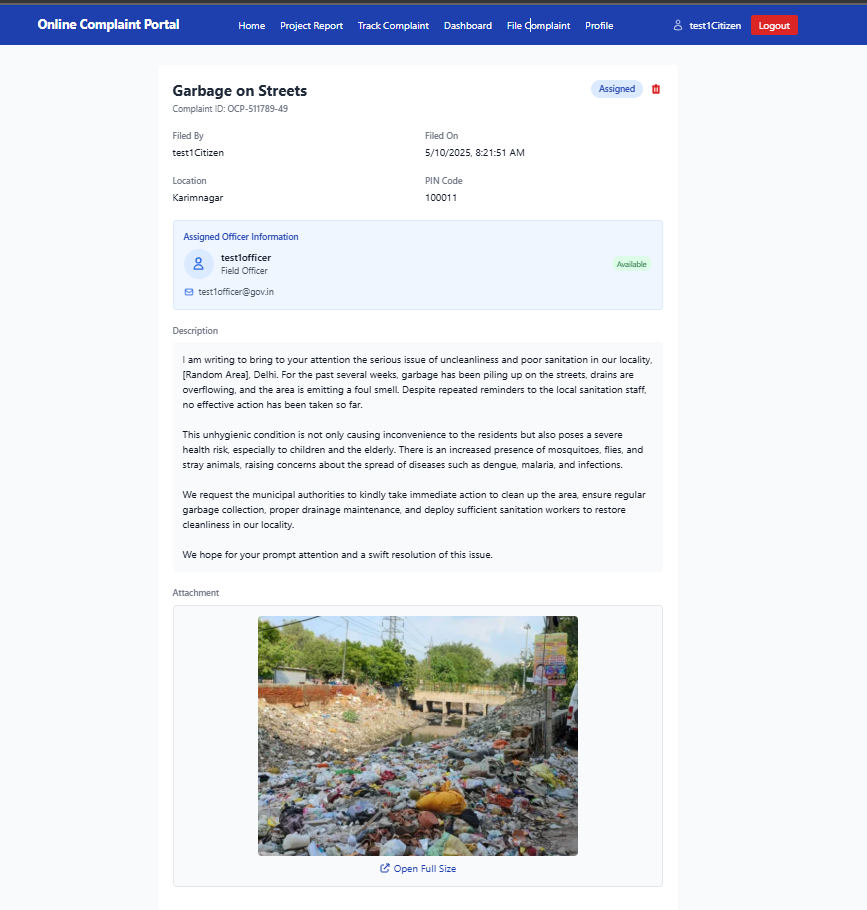 Online Complaint Portal
Home Project Report Track Complaint Dashboard File Complaint Profile
test1Citizen Logout
Garbage on Streets
Assigned
Complaint ID: OCP-511789-49
Filed By Filed On
test1Citizen 5/10/2025, 8:21:51 AM
Location PIN Code
Karimnagar 100011
Assigned Officer Information
test1officer
Field Officer
Available
test1officer@gov.in
Description
I am writing to bring to your attention the serious issue of uncleanliness and poor sanitation in our locality,
[Random Area], Delhi. For the past several weeks, garbage has been piling up on the streets, drains are
overflowing, and the area is emitting a foul smell. Despite repeated reminders to the local sanitation staff,
no effective action has been taken so far.
This unhygienic condition is not only causing inconvenience to the residents but also poses a severe
health risk, especially to children and the elderly. There is an increased presence of mosquitoes, flies, and
stray animals, raising concerns about the spread of diseases such as dengue, malaria, and infections.
We request the municipal authorities to kindly take immediate action to clean up the area, ensure regular
garbage collection, proper drainage maintenance, and deploy sufficient sanitation workers to restore
cleanliness in our locality.
We hope for your prompt attention and a swift resolution of this issue.
Attachment
Open Full Size